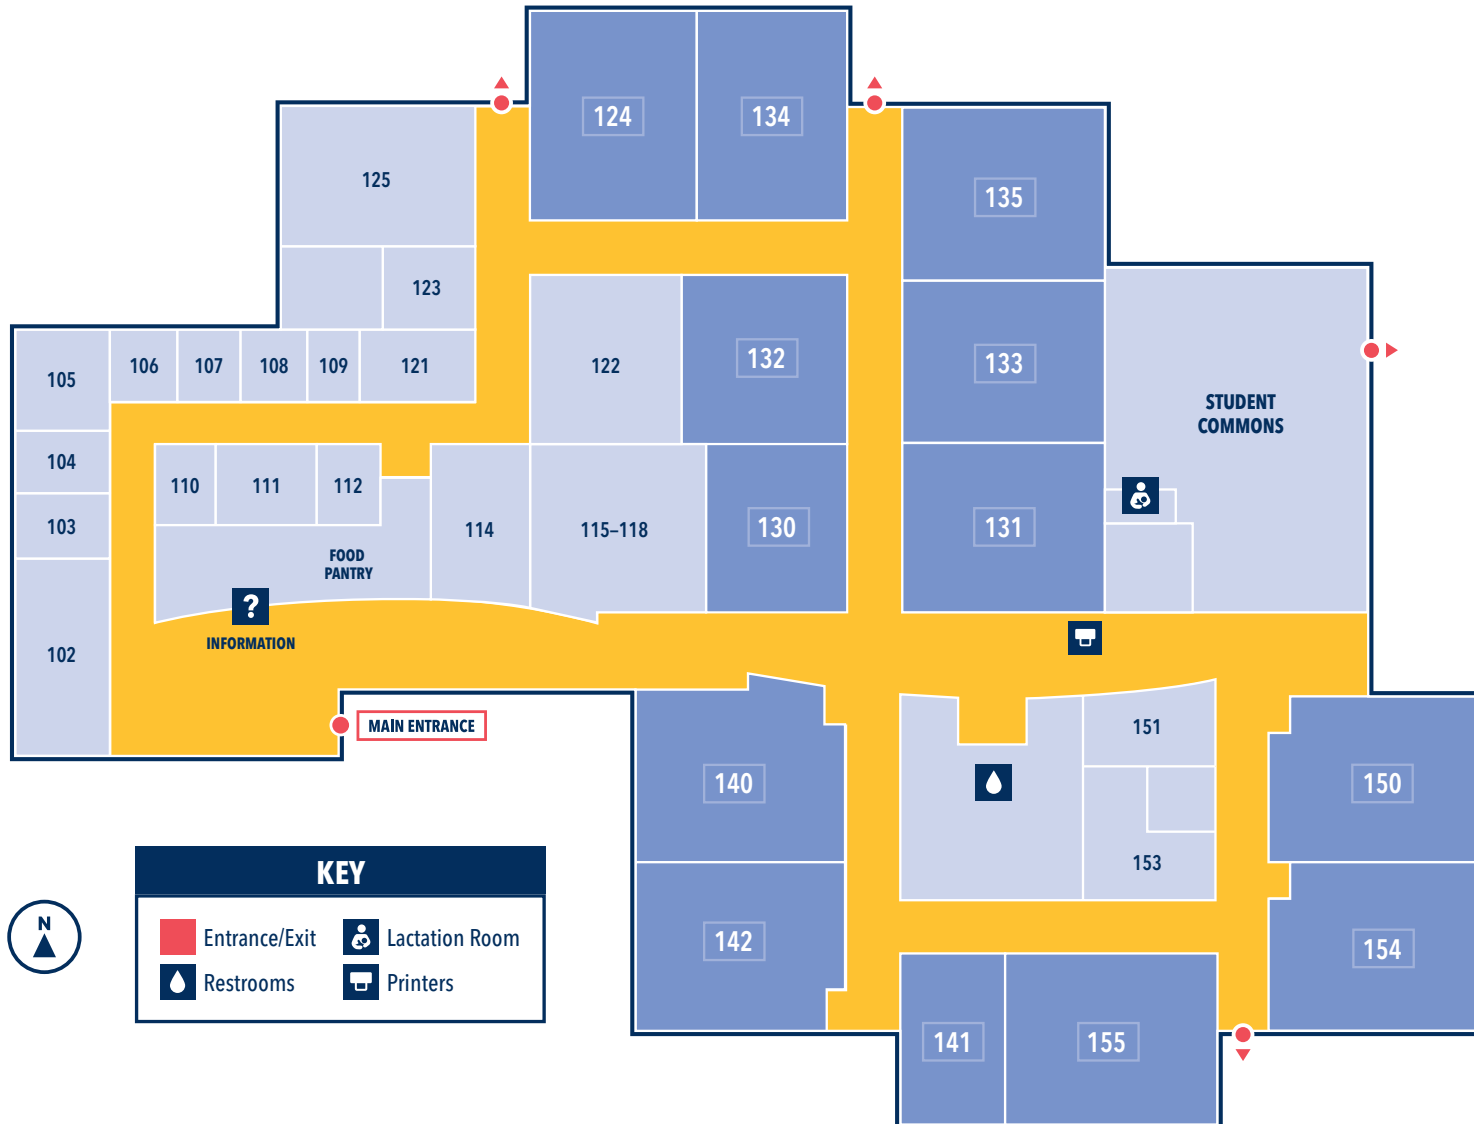 124
134
125
135
123
132
133
122
105
106
107
108
109
121
STUDENT
COMMONS
104
110
111
112
103
114
115–118
130
131
FOOD
PANTRY
?
INFORMATION
102
MAIN ENTRANCE
151
140
150
153
142
154
141
155
KEY
Entrance/Exit
Lactation Room
Restrooms
Printers
N